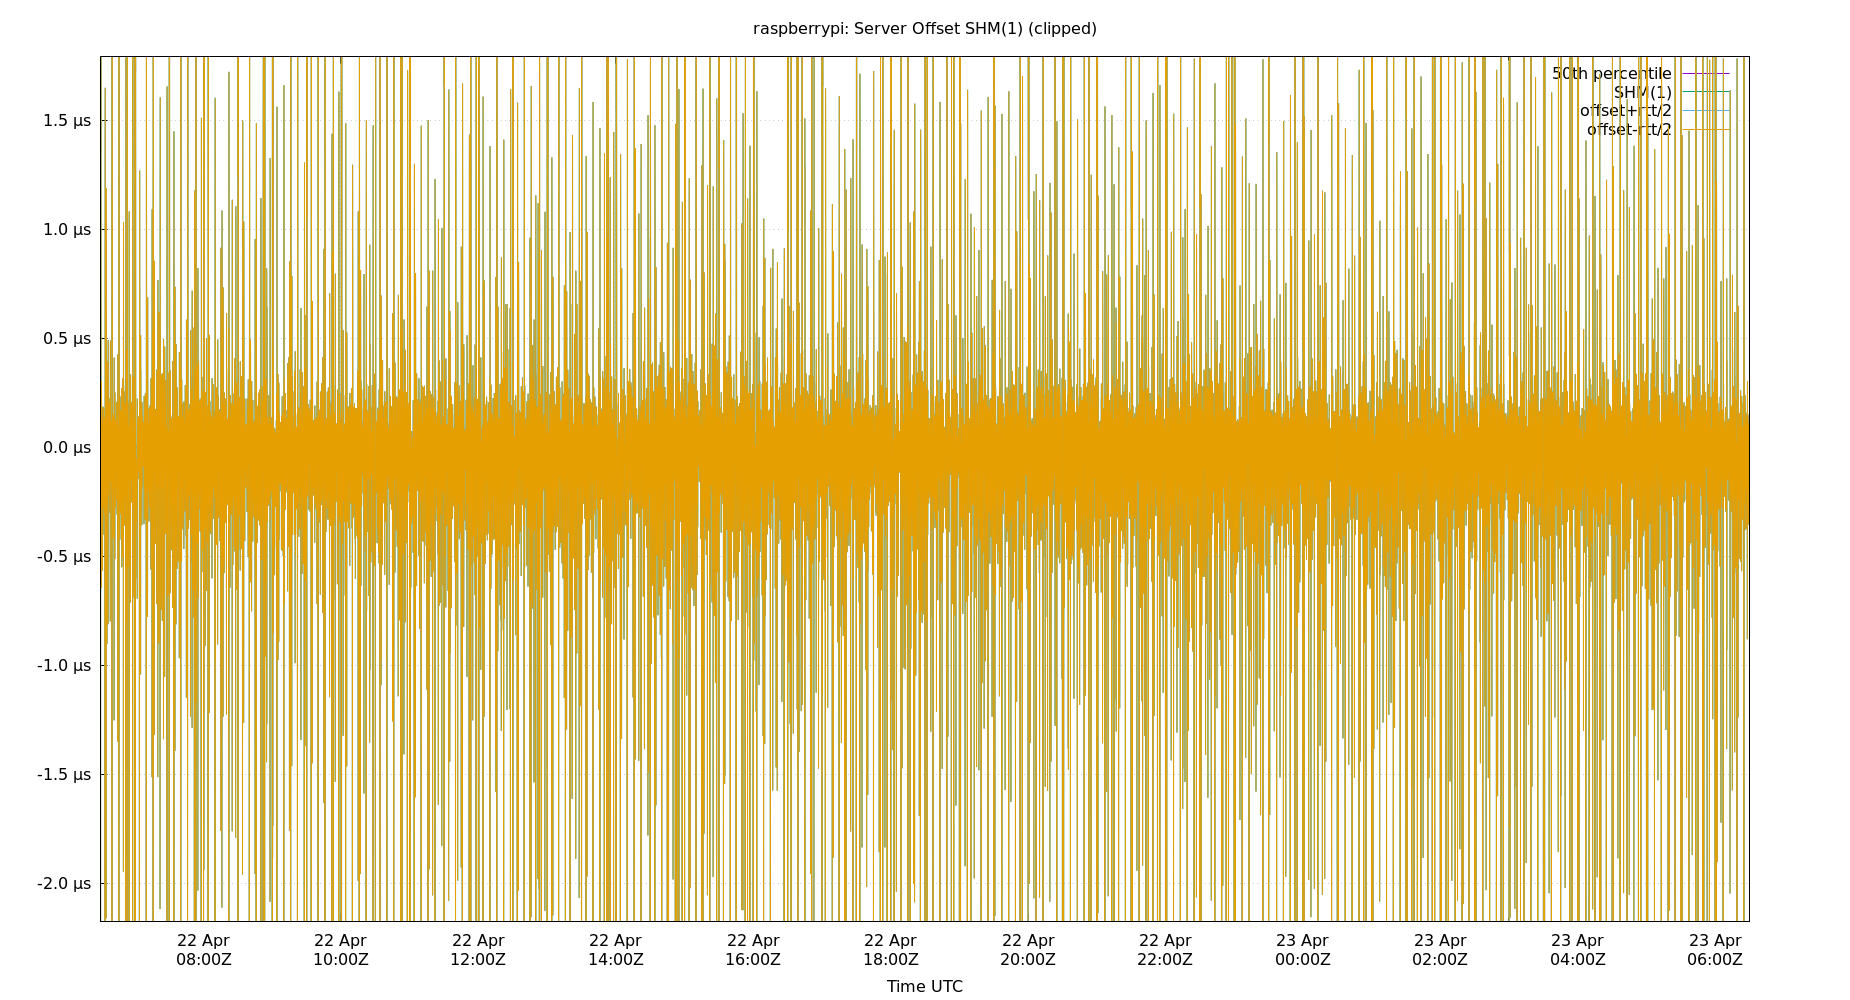 raspberrypi: Server Offset SHM(1) (clipped)
50th percentile
SHM(1)
offset+rtt/2
offset-rtt/2
1.5 µs
1.0 µs
0.5 µs
0.0 µs
-0.5 µs
-1.0 µs
-1.5 µs
-2.0 µs
22 Apr 22 Apr 22 Apr 22 Apr 22 Apr 22 Apr 22 Apr 22 Apr 23 Apr 23 Apr 23 Apr 23 Apr
08:00Z 10:00Z 12:00Z 14:00Z 16:00Z 18:00Z 20:00Z 22:00Z 00:00Z 02:00Z 04:00Z 06:00Z
Time UTC